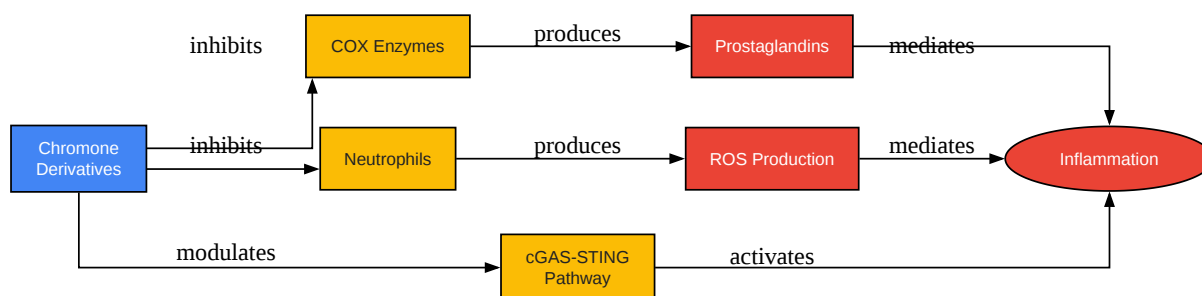 inhibits
COX Enzymes
produces
Prostaglandins
mediates
Chromone
Derivatives
inhibits
Neutrophils
produces
ROS Production
mediates
Inflammation
modulates
cGAS-STING
Pathway
activates